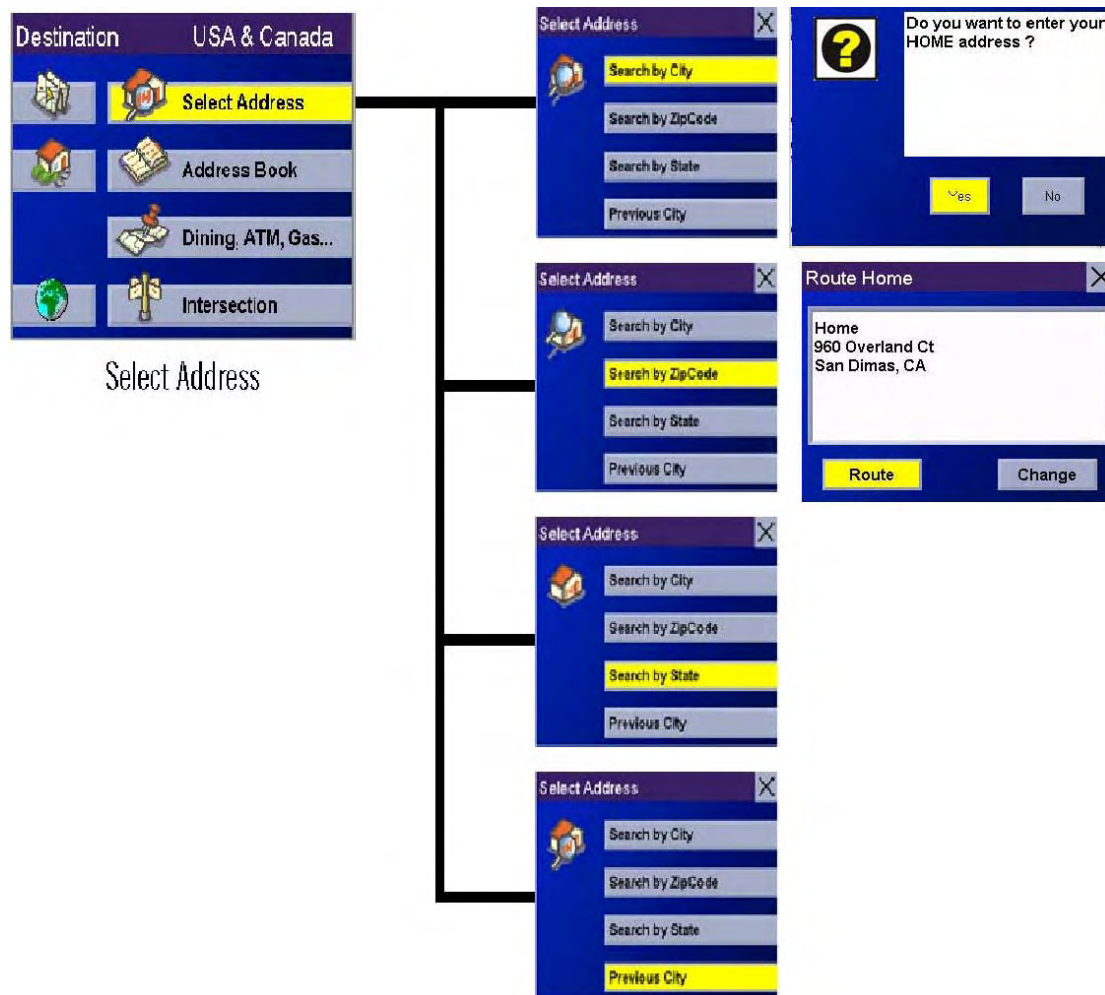 Destination USA & Canada
Select Address
Address Book
Dining, ATM, Gas...
Intersection
Select Address
Select Address
Search by City
Search by ZipCode
Search by State
Previous City
Do you want to enter your
HOME address ?
Yes No
Select Address
Search by City
Search by ZipCode
Search by State
Previous City
Route Home
Home
960 Overland Ct
San Dimas, CA
Route Change
Select Address
Search by City
Search by ZipCode
Search by State
Previous City
Select Address
Search by City
Search by ZipCode
Search by State
Previous City